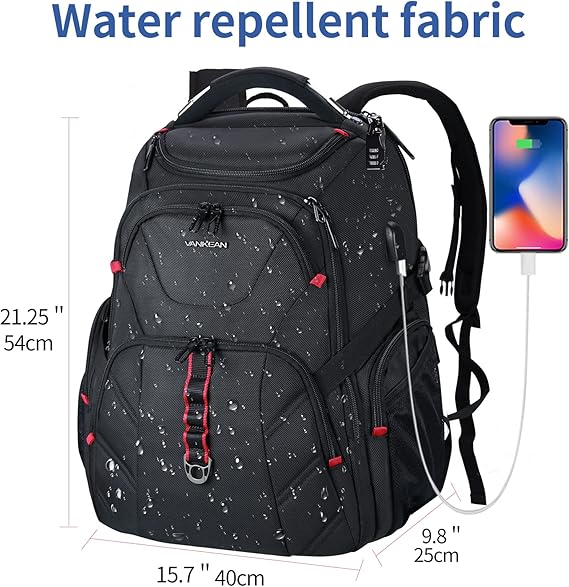 Water repellent fabric
VANKEAN
21.25 "
54cm
9.8 "
25cm
15.7 " 40cm